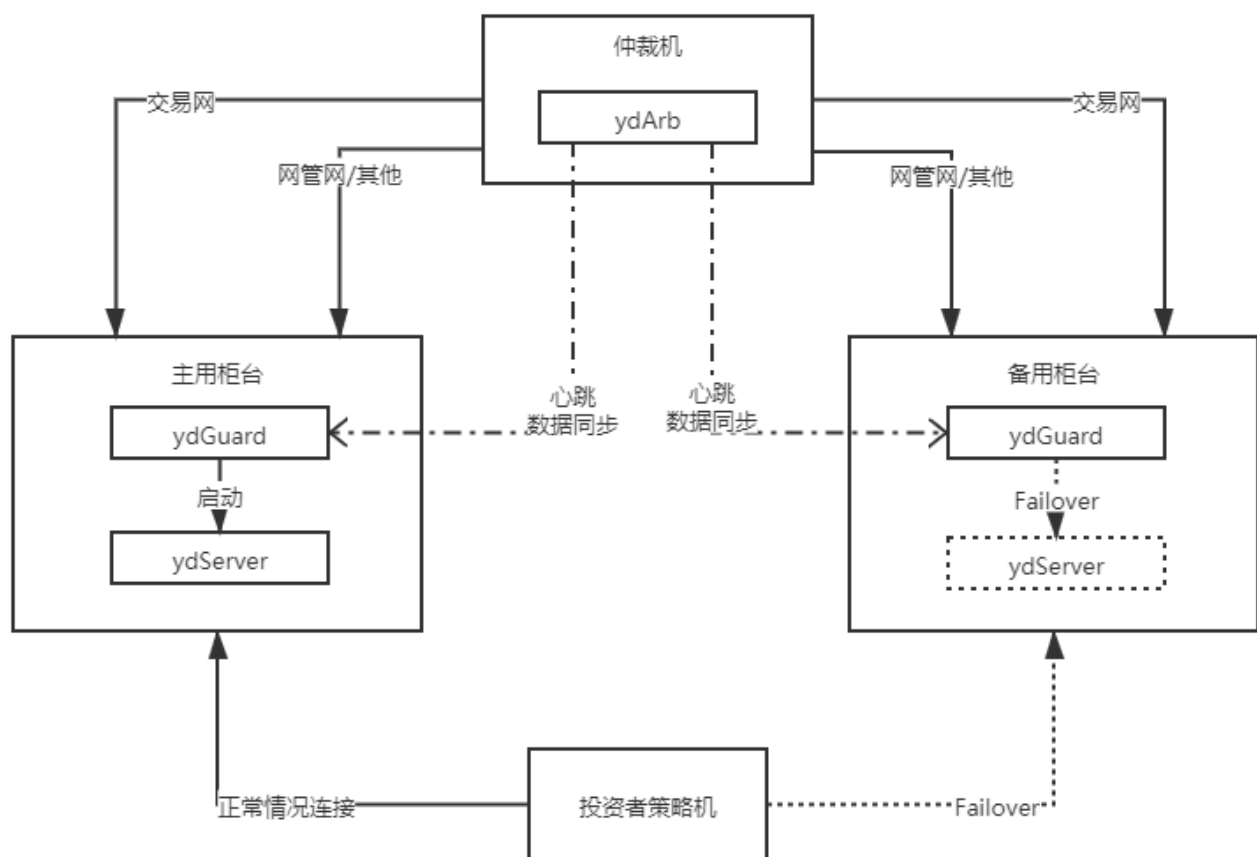 仲裁机
ydArb
交易网
交易网
网管网/其他
网管网/其他
主用柜台
备用柜台
心跳
数据同步
心跳
数据同步
ydGuard
ydGuard
启动
Failover
ydServer
ydServer
正常情况连接
投资者策略机
Failover